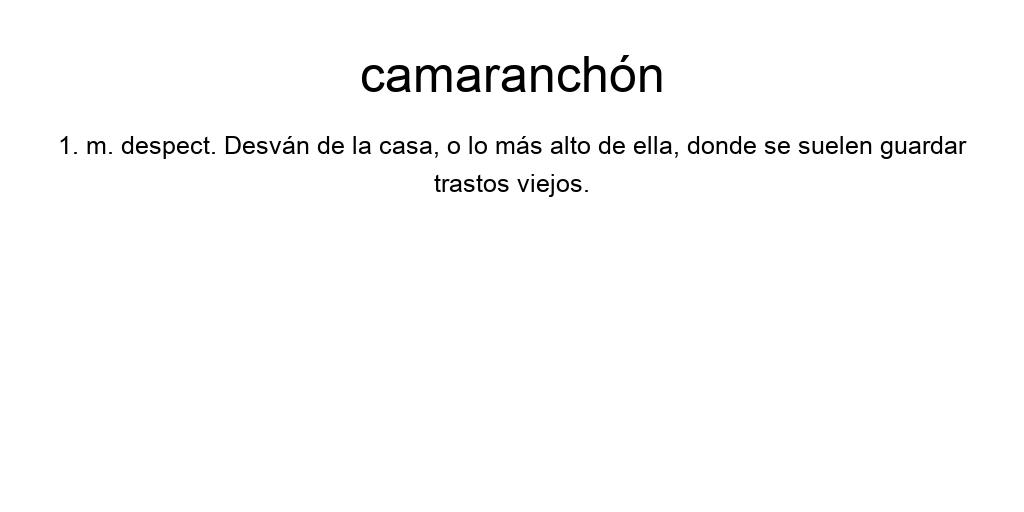 camaranchón
1. m. despect. Desván de la casa, o lo más alto de ella, donde se suelen guardar
trastos viejos.